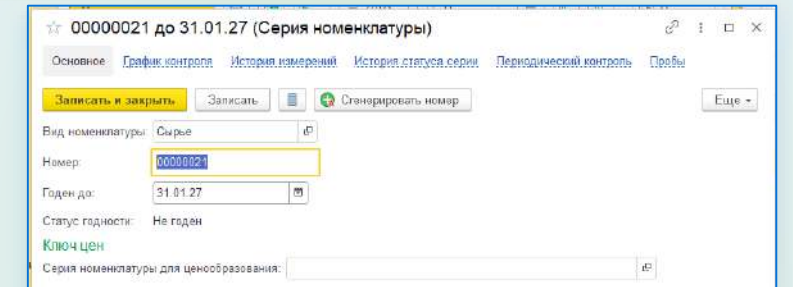 00000021 до 31.01.27 (Серия номенклатуры)
Основное График контроля История измерений История статуса серии Периодический контроль Пробы
Записать и закрыть Записать Сгенерировать номер Еще
Вид номенклатуры: Сырье
Номер: 00000021
Годен до: 31.01.27
Статус годности: Не годен
Ключ цен
Серия номенклатуры для ценообразования: